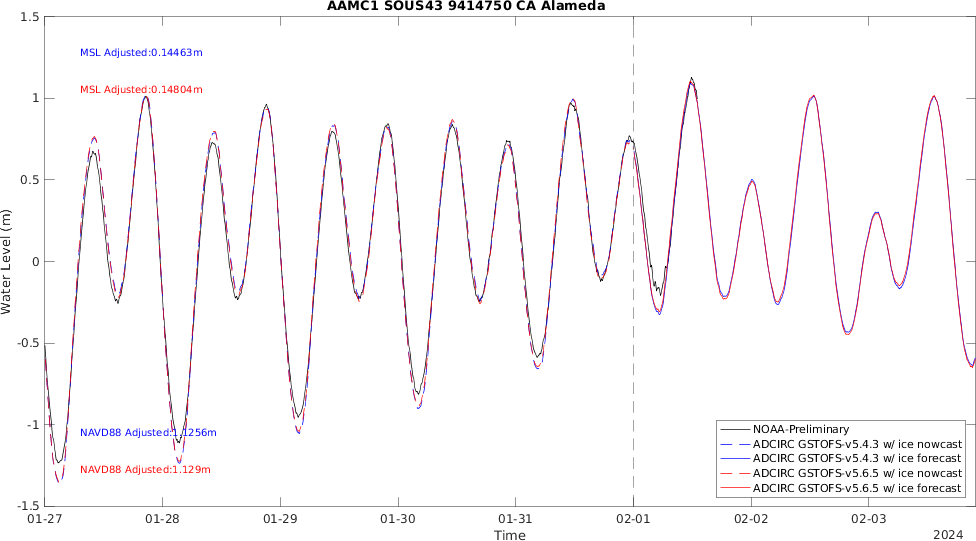 AAMC1 SOUS43 9414750 CA Alameda
1.5
1
0.5
0
-0.5
-1
-1.5
Water Level (m)
MSL Adjusted:0.14463m
MSL Adjusted:0.14804m
NAVD88 Adjusted:1.1256m
NAVD88 Adjusted:1.129m
NOAA-Preliminary
ADCIRC GSTOFS-v5.4.3 w/ ice nowcast
ADCIRC GSTOFS-v5.4.3 w/ ice forecast
ADCIRC GSTOFS-v5.6.5 w/ ice nowcast
ADCIRC GSTOFS-v5.6.5 w/ ice forecast
01-27 01-28 01-29 01-30 01-31 02-01 02-02 02-03
Time
2024